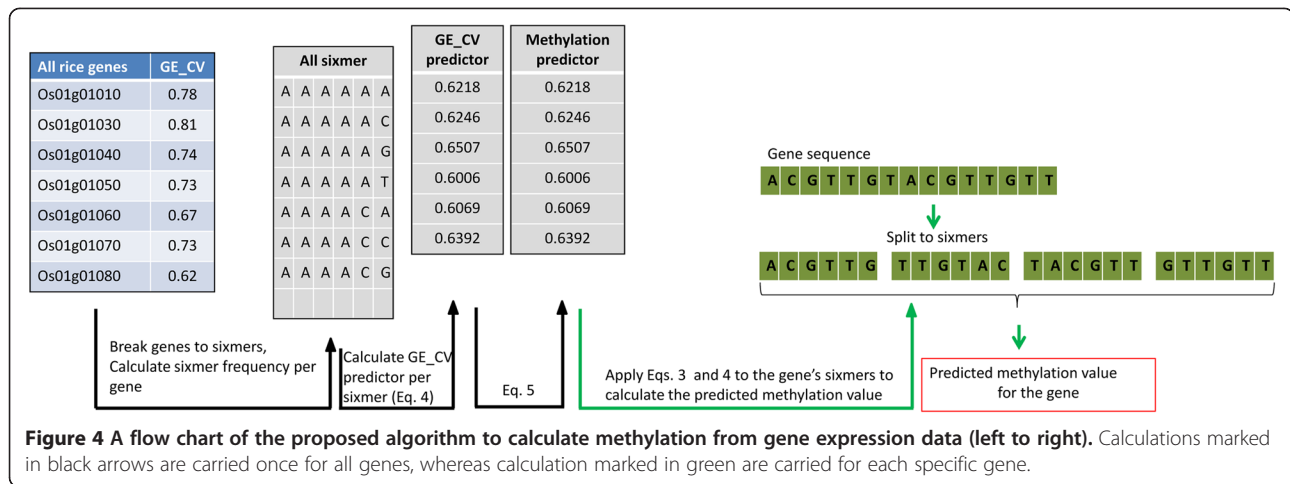 All rice genes GE_CV
Os01g01010 0.78
Os01g01030 0.81
Os01g01040 0.74
Os01g01050 0.73
Os01g01060 0.67
Os01g01070 0.73
Os01g01080 0.62
All sixmer
A A A A A A
A A A A A C
A A A A A G
A A A A A T
A A A A C A
A A A A C C
A A A A C G
GE_CV
predictor
0.6218
0.6246
0.6507
0.6006
0.6069
0.6392
Methylation
predictor
0.6218
0.6246
0.6507
0.6006
0.6069
0.6392
Gene sequence
A C G T T G T A C G T T G T T
Split to sixmers
A C G T T G T T G T A C T A C G T T G T T G T T
Break genes to sixmers,
Calculate sixmer frequency per
gene
Calculate GE_CV
predictor per
sixmer (Eq. 4)
Eq. 5
Apply Eqs. 3 and 4 to the gene's sixmers to
calculate the predicted methylation value
Predicted methylation value
for the gene
Figure 4 A flow chart of the proposed algorithm to calculate methylation from gene expression data (left to right). Calculations marked
in black arrows are carried once for all genes, whereas calculation marked in green are carried for each specific gene.